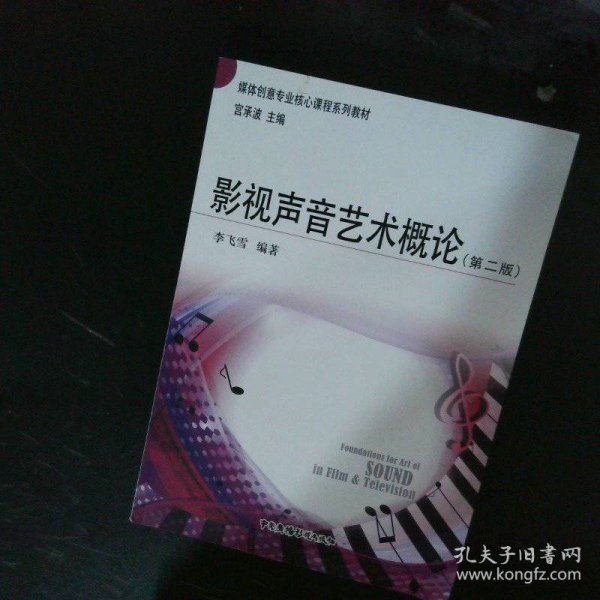 媒体创意专业核心课程系列教材
宫承波 主编
影视声音艺术概论(第二版)
李飞雪 编著
Foundations for Art of
SOUND
in Film & Television
孔夫子旧书网
www.kongfz.com